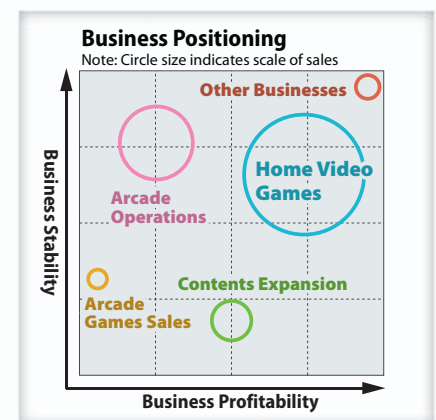 Business Positioning
Note: Circle size indicates scale of sales
Other Businesses
Home Video
Games
Arcade
Operations
Contents Expansion
Arcade
Games Sales
Business Stability
Business Profitability